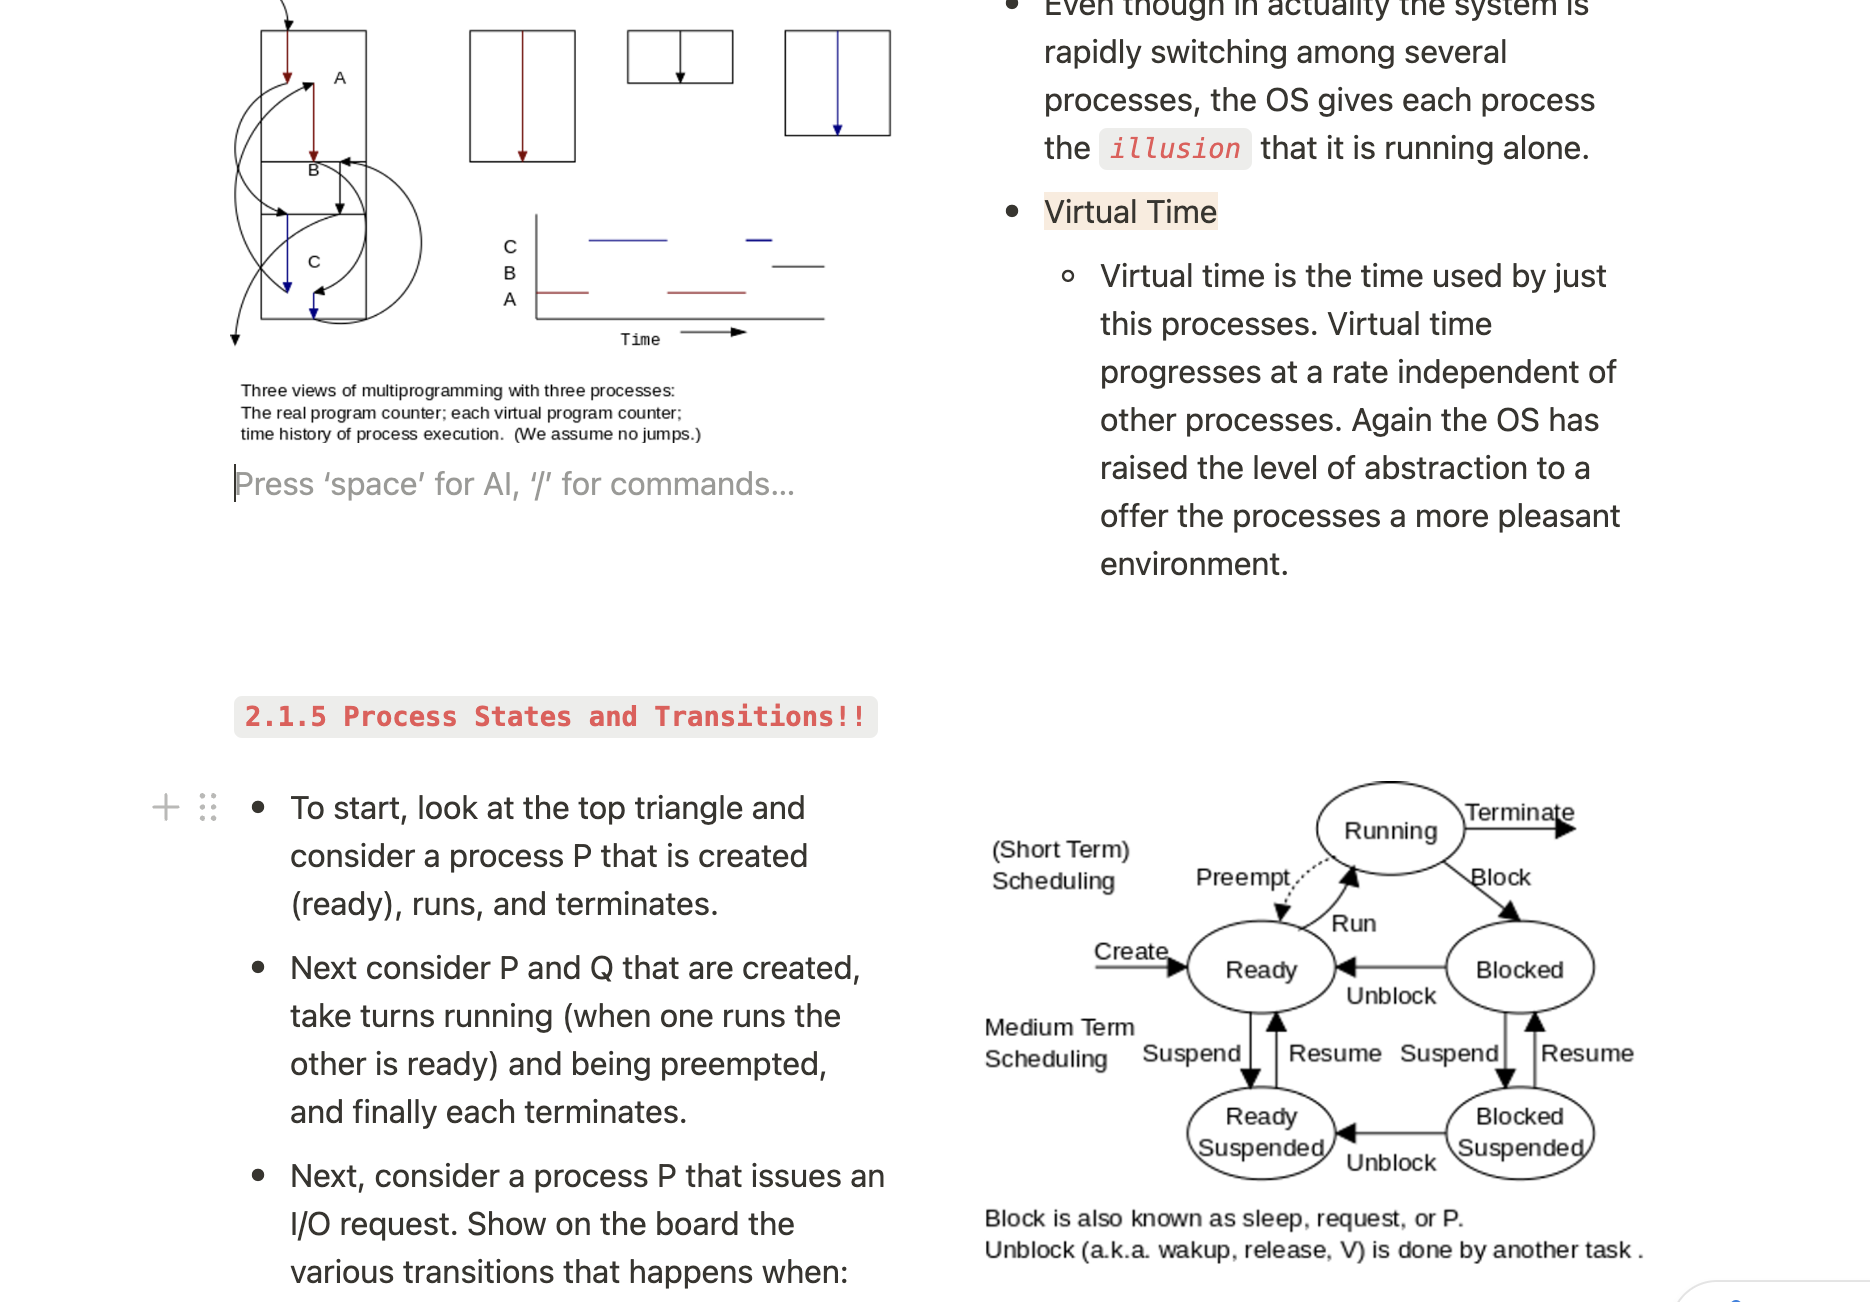 A
B
C
C
B
A
Time
Three views of multiprogramming with three processes:
The real program counter; each virtual program counter;
time history of process execution. (We assume no jumps.)
Press ‘space’ for AI, ‘/’ for commands...
Even though in actuality the system is
rapidly switching among several
processes, the OS gives each process
the illusion that it is running alone.
Virtual Time
Virtual time is the time used by just
this processes. Virtual time
progresses at a rate independent of
other processes. Again the OS has
raised the level of abstraction to a
offer the processes a more pleasant
environment.
2.1.5 Process States and Transitions!!
To start, look at the top triangle and
consider a process P that is created
(ready), runs, and terminates.
Next consider P and Q that are created,
take turns running (when one runs the
other is ready) and being preempted,
and finally each terminates.
Next, consider a process P that issues an
I/O request. Show on the board the
various transitions that happens when:
Running
Terminate
(Short Term)
Scheduling
Preempt
Block
Run
Create
Ready
Blocked
Unblock
Medium Term
Scheduling
Suspend
Resume
Suspend
Resume
Ready
Suspended
Blocked
Suspended
Unblock
Block is also known as sleep, request, or P.
Unblock (a.k.a. wakup, release, V) is done by another task .